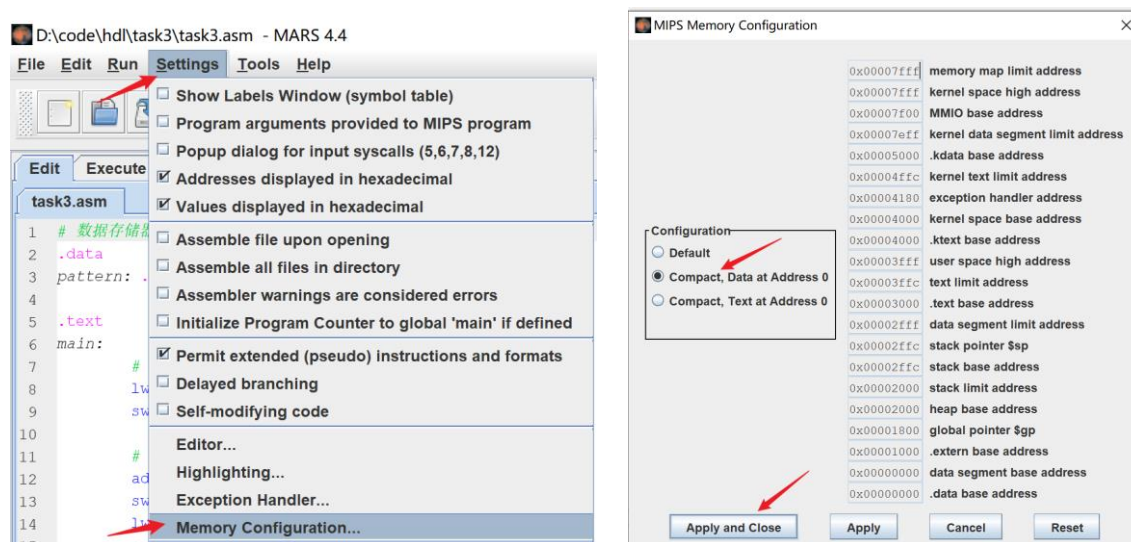 D:\code\hdl\task3\task3.asm - MARS 4.4
File Edit Run Settings Tools Help
Show Labels Window (symbol table)
Program arguments provided to MIPS program
Popup dialog for input syscalls (5,6,7,8,12)
Addresses displayed in hexadecimal
Values displayed in hexadecimal
Assemble file upon opening
Assemble all files in directory
Assembler warnings are considered errors
Initialize Program Counter to global 'main' if defined
Permit extended (pseudo) instructions and formats
Delayed branching
Self-modifying code
Editor...
Highlighting...
Exception Handler...
Memory Configuration...
Edit Execute
task3.asm
1 # 数据存储器
2 .data
3 pattern: .
4
5 .text
6 main:
7 #
8 lw
9 sw
10
11 #
12 ad
13 sw
14 lw
MIPS Memory Configuration
Configuration
Default
Compact, Data at Address 0
Compact, Text at Address 0
0x00007fff memory map limit address
0x00007fff kernel space high address
0x00007f00 MMIO base address
0x00007eff kernel data segment limit address
0x00005000 .kdata base address
0x00004ffc kernel text limit address
0x00004180 exception handler address
0x00004000 kernel space base address
0x00004000 .ktext base address
0x00003fff user space high address
0x00003ffc text limit address
0x00003000 .text base address
0x00002fff data segment limit address
0x00002ffc stack pointer $sp
0x00002ffc stack base address
0x00002000 stack limit address
0x00002000 heap base address
0x00001800 global pointer $gp
0x00001000 .extern base address
0x00000000 data segment base address
0x00000000 .data base address
Apply and Close Apply Cancel Reset